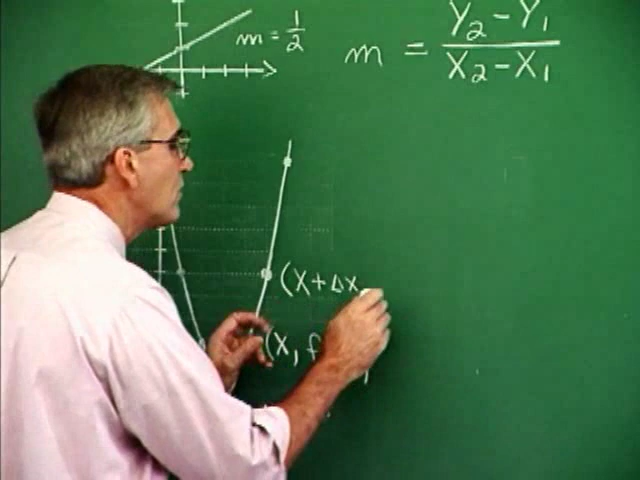 m = 1/2
m = Y₂ - Y₁ / X₂ - X₁
(X + Δx,
(X, f